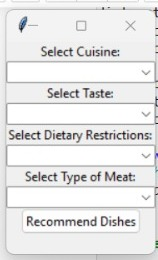 Select Cuisine:
Select Taste:
Select Dietary Restrictions:
Select Type of Meat:
Recommend Dishes